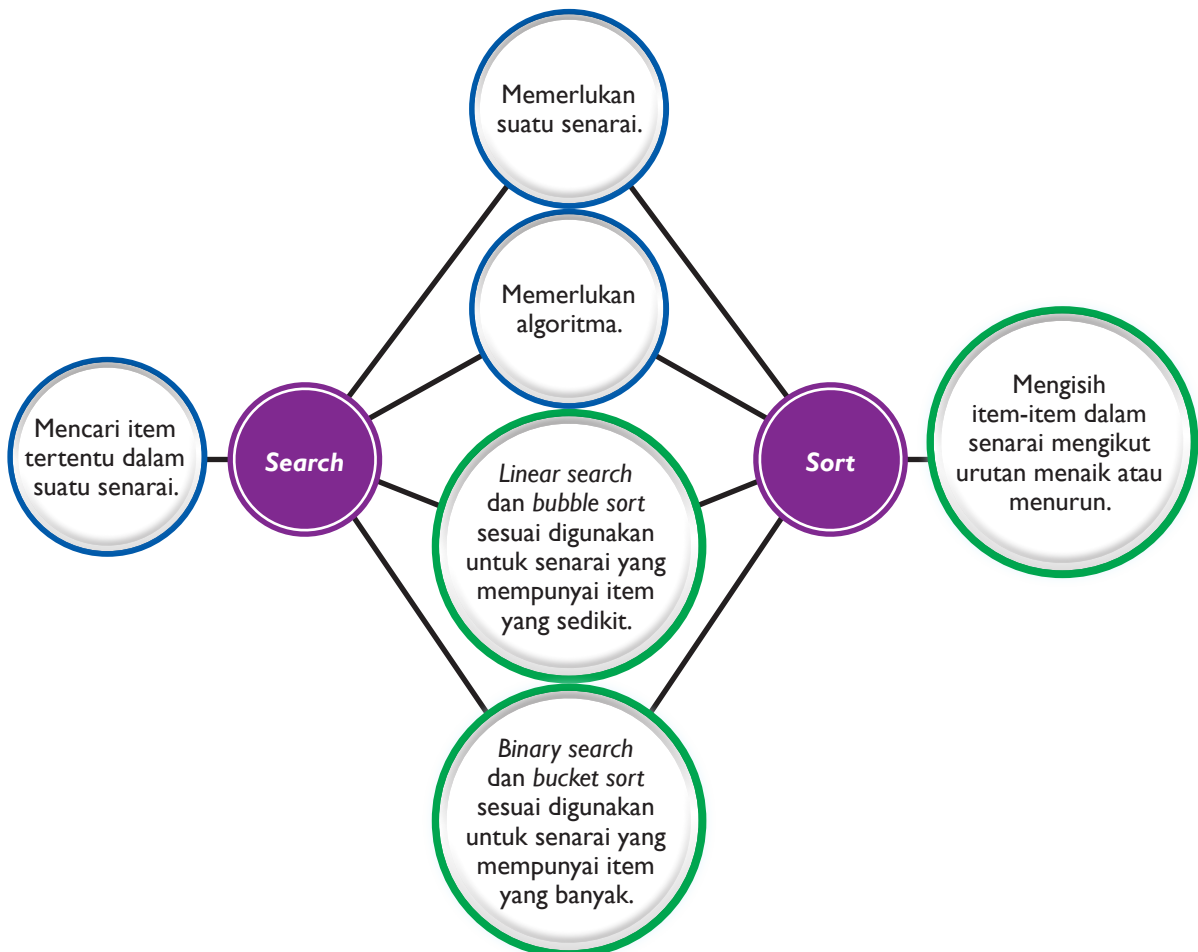 Memerlukan
suatu senarai.
Memerlukan
algoritma.
Mencari item
tertentu dalam
suatu senarai.
Search
Linear search
dan bubble sort
sesuai digunakan
untuk senarai yang
mempunyai item
yang sedikit.
Sort
Mengisih
item-item dalam
senarai mengikut
urutan menaik atau
menurun.
Binary search
dan bucket sort
sesuai digunakan
untuk senarai yang
mempunyai item
yang banyak.